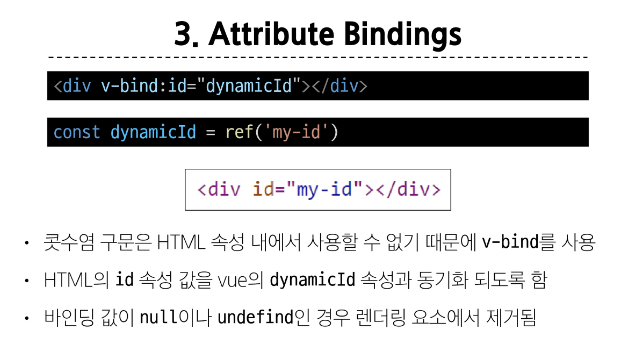 3. Attribute Bindings
<div v-bind:id="dynamicId"></div>
const dynamicId = ref('my-id')
<div id="my-id"></div>
• 콧수염 구문은 HTML 속성 내에서 사용할 수 없기 때문에 v-bind를 사용
• HTML의 id 속성 값을 vue의 dynamicId 속성과 동기화 되도록 함
• 바인딩 값이 null이나 undefind인 경우 렌더링 요소에서 제거됨